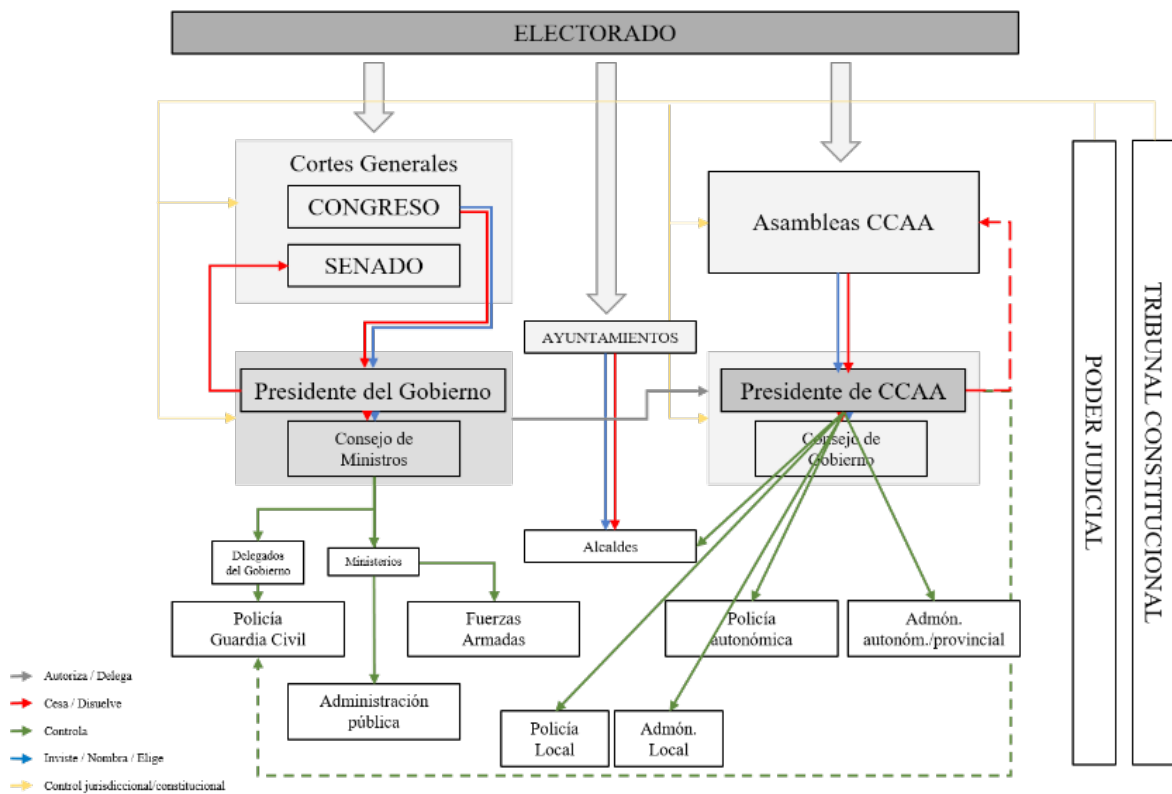 ELECTORADO
Cortes Generales
CONGRESO
SENADO
Asambleas CCAA
AYUNTAMIENTOS
Presidente del Gobierno
Consejo de
Ministros
Presidente de CCAA
Consejo de
Gobierno
Alcaldes
Delegados
del Gobierno
Ministerios
Policía
Guardia Civil
Fuerzas
Armadas
Policía
autonómica
Admón.
autonóm./provincial
Administración
pública
Policía
Local
Admón.
Local
PODER JUDICIAL
TRIBUNAL CONSTITUCIONAL
Autoriza / Delega
Cesa / Disuelve
Controla
Inviste / Nombra / Elige
Control jurisdiccional/constitucional